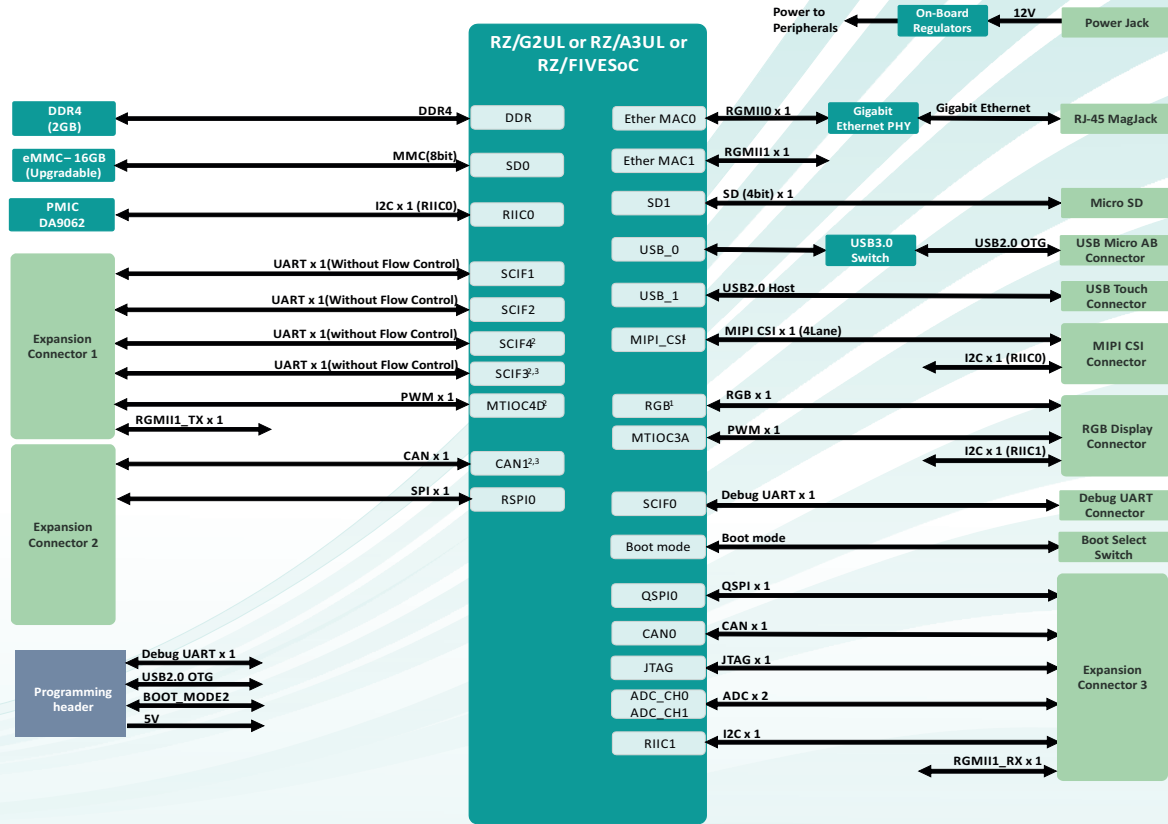 Power to
Peripherals
On-Board
Regulators
12V
Power Jack
RZ/G2UL or RZ/A3UL or
RZ/FIVESoC
DDR4
(2GB)
DDR4
DDR
eMMC– 16GB
(Upgradable)
MMC(8bit)
SD0
PMIC
DA9062
I2C x 1 (RIIC0)
RIIC0
Expansion
Connector 1
UART x 1(Without Flow Control)
SCIF1
UART x 1(Without Flow Control)
SCIF2
UART x 1(without Flow Control)
SCIF4²
UART x 1(without Flow Control)
SCIF3²,³
PWM x 1
MTIOC4D²
RGMII1_TX x 1
Expansion
Connector 2
CAN x 1
CAN1²,³
SPI x 1
RSPI0
Programming
header
Debug UART x 1
USB2.0 OTG
BOOT_MODE2
5V
Ether MAC0
RGMII0 x 1
Gigabit
Ethernet PHY
Gigabit Ethernet
RJ-45 MagJack
Ether MAC1
RGMII1 x 1
SD1
SD (4bit) x 1
Micro SD
USB_0
USB3.0
Switch
USB2.0 OTG
USB Micro AB
Connector
USB_1
USB2.0 Host
USB Touch
Connector
MIPI_CSI¹
MIPI CSI x 1 (4Lane)
I2C x 1 (RIIC0)
MIPI CSI
Connector
RGB¹
RGB x 1
MTIOC3A
PWM x 1
I2C x 1 (RIIC1)
RGB Display
Connector
SCIF0
Debug UART x 1
Debug UART
Connector
Boot mode
Boot mode
Boot Select
Switch
QSPI0
QSPI x 1
CAN0
CAN x 1
JTAG
JTAG x 1
ADC_CH0
ADC_CH1
ADC x 2
RIIC1
I2C x 1
RGMII1_RX x 1
Expansion
Connector 3